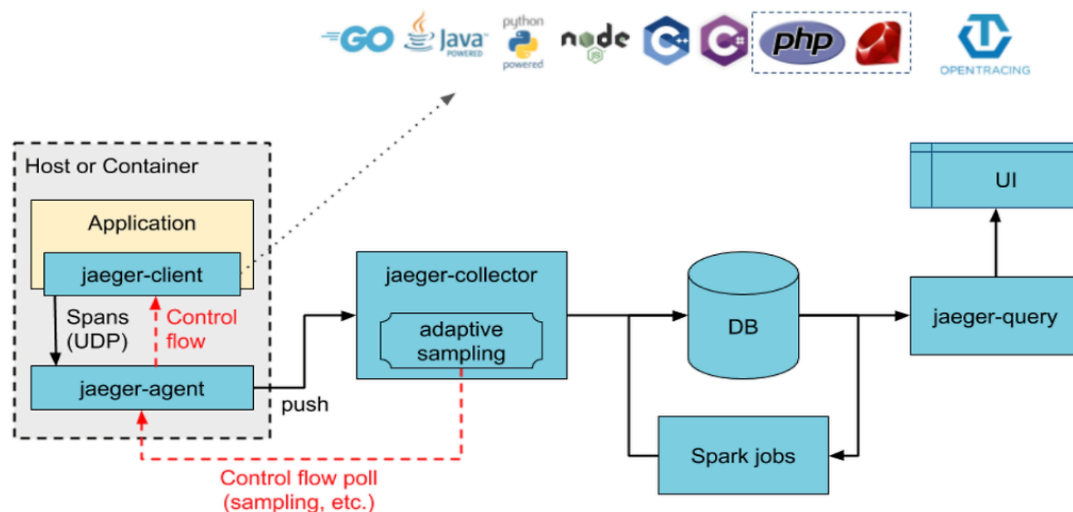 GO
Java
POWERED
python
powered
node
JS
C++
C#
php
OPENTRACING
Host or Container
Application
jaeger-client
Spans
(UDP)
Control
flow
jaeger-agent
push
jaeger-collector
adaptive
sampling
Control flow poll
(sampling, etc.)
DB
Spark jobs
UI
jaeger-query